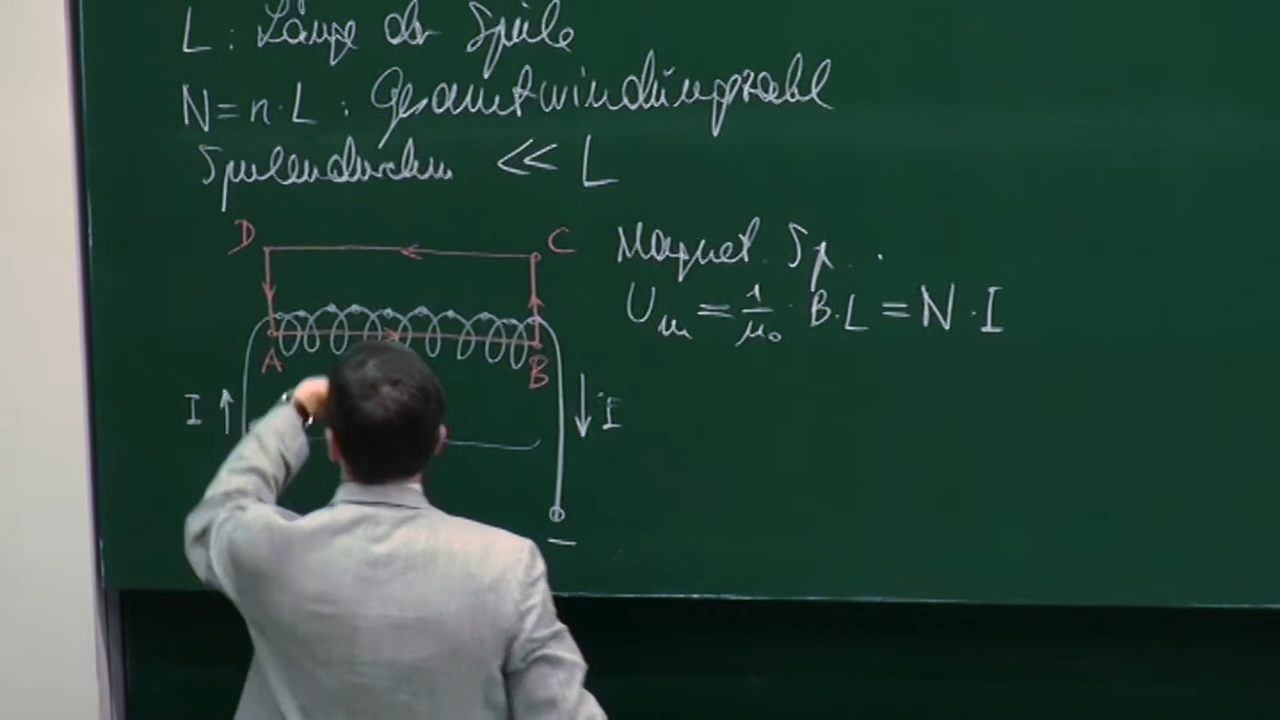 L : Länge der Spule
N = n · L : Gesamtwindungszahl
Spulendurchm << L
D
C
Magnet. Sp.
U_m = 1/μ₀ · B · L = N · I
A
B
I ↑
↓ I
−